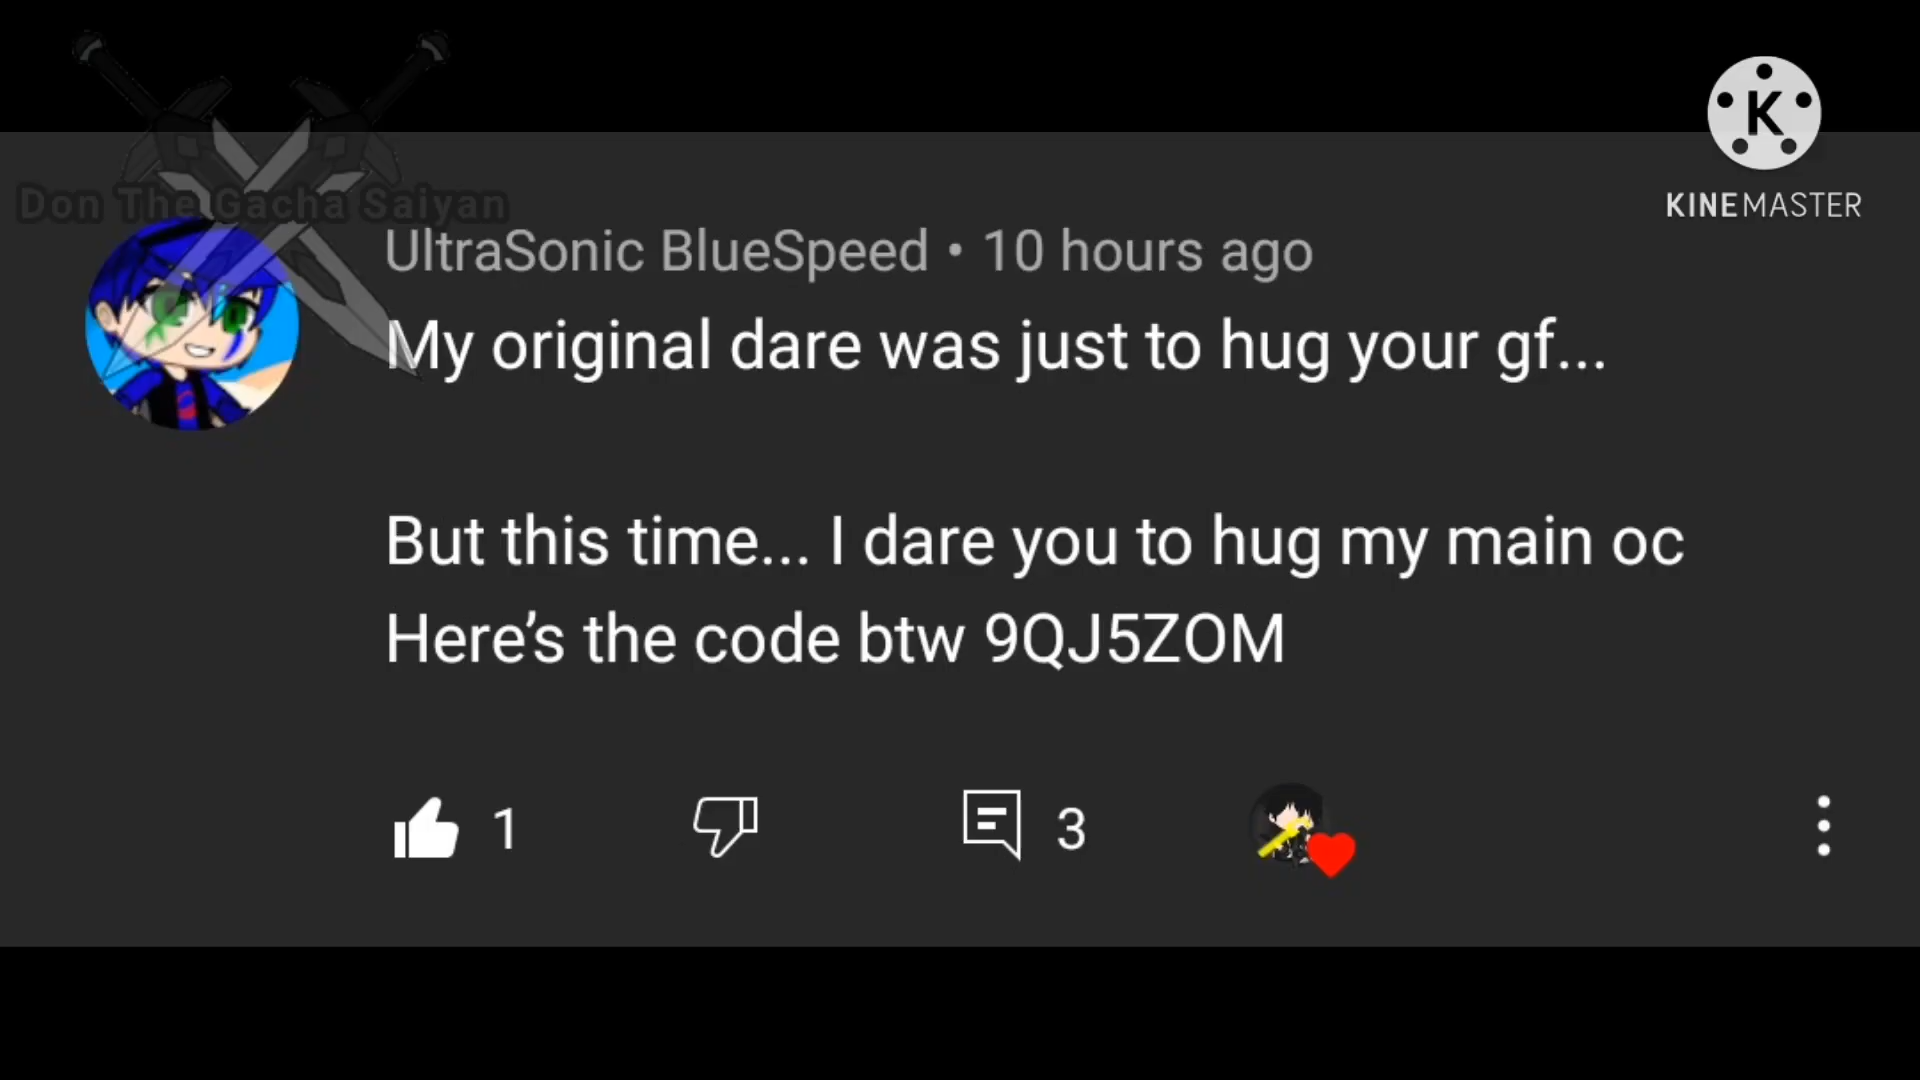 K
KINEMASTER
Don The Gacha Saiyan
UltraSonic BlueSpeed • 10 hours ago
My original dare was just to hug your gf...
But this time... I dare you to hug my main oc
Here’s the code btw 9QJ5ZOM
1
3